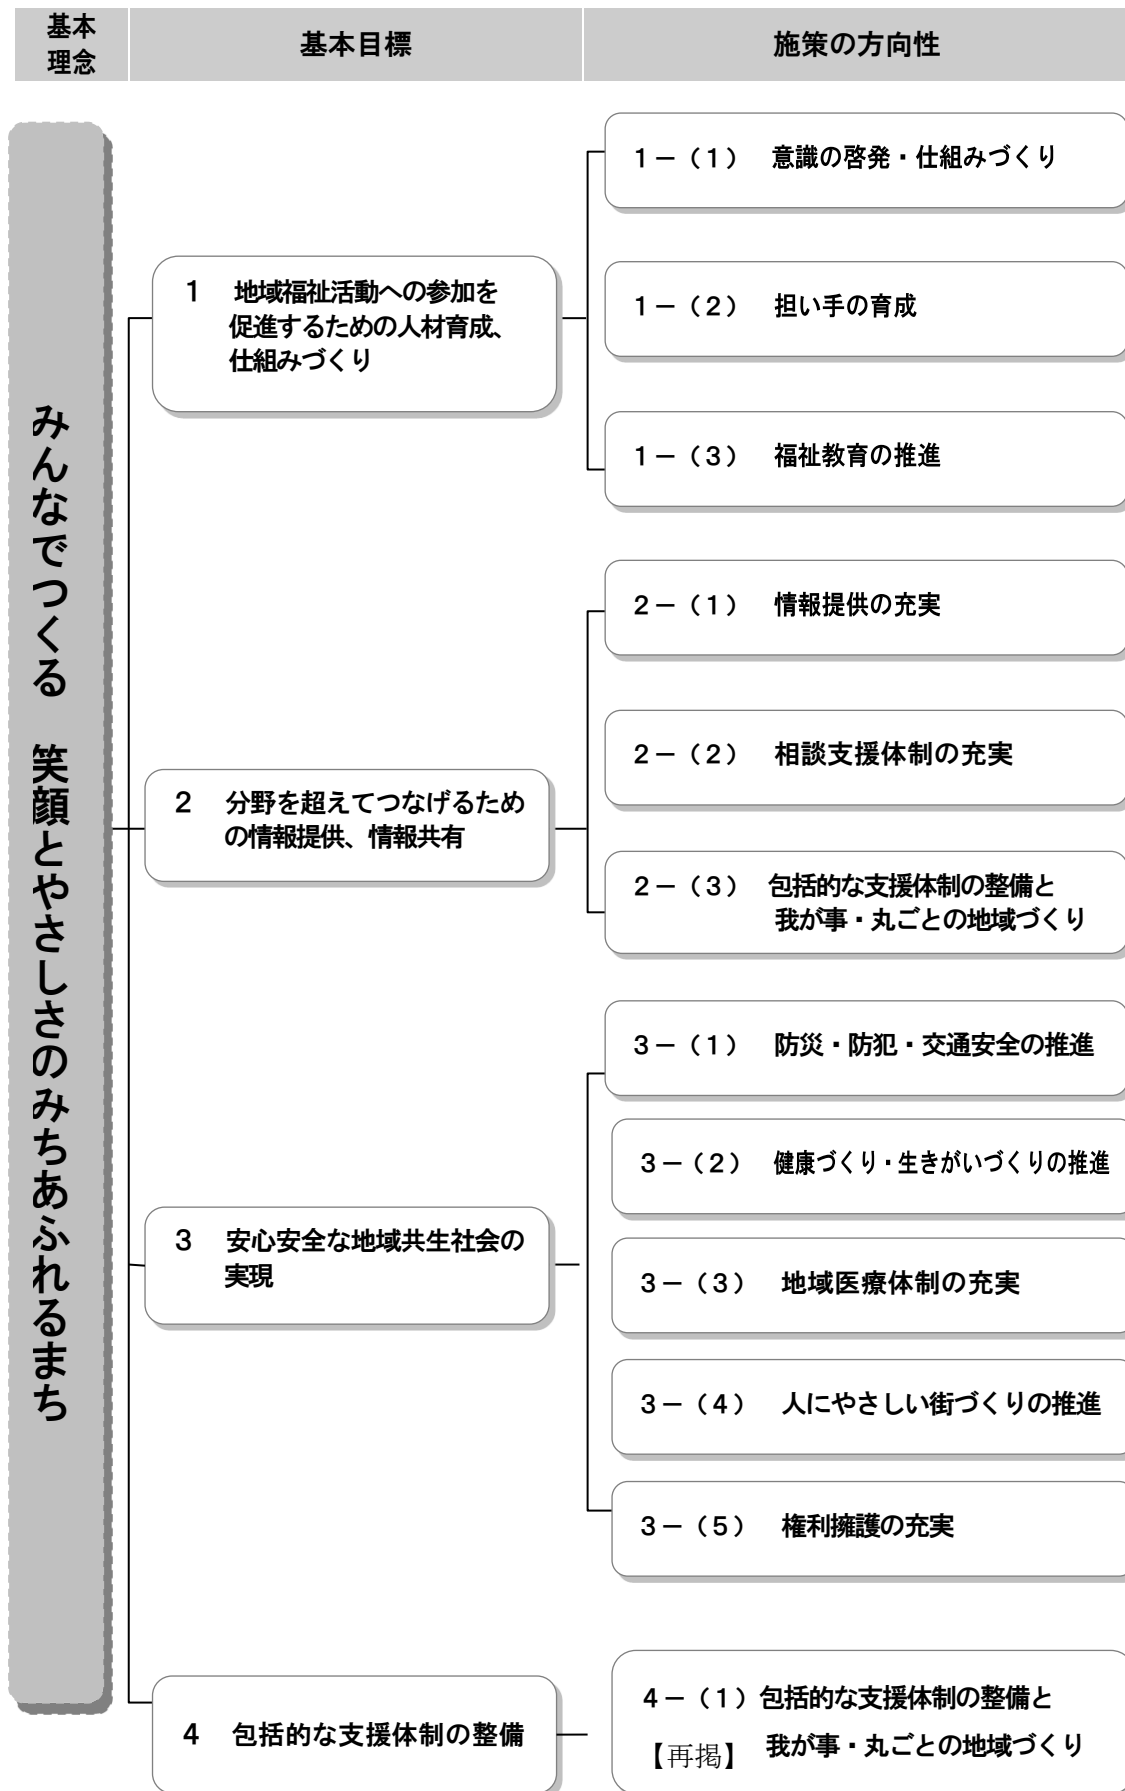 基本
理念
基本目標
施策の方向性
みんなでつくる　笑顔とやさしさのみちあふれるまち
1　地域福祉活動への参加を
促進するための人材育成、
仕組みづくり
1－（1）　意識の啓発・仕組みづくり
1－（2）　担い手の育成
1－（3）　福祉教育の推進
2　分野を超えてつなげるため
の情報提供、情報共有
2－（1）　情報提供の充実
2－（2）　相談支援体制の充実
2－（3）　包括的な支援体制の整備と
我が事・丸ごとの地域づくり
3　安心安全な地域共生社会の
実現
3－（1）　防災・防犯・交通安全の推進
3－（2）　健康づくり・生きがいづくりの推進
3－（3）　地域医療体制の充実
3－（4）　人にやさしい街づくりの推進
3－（5）　権利擁護の充実
4　包括的な支援体制の整備
4－（1）包括的な支援体制の整備と
【再掲】　我が事・丸ごとの地域づくり